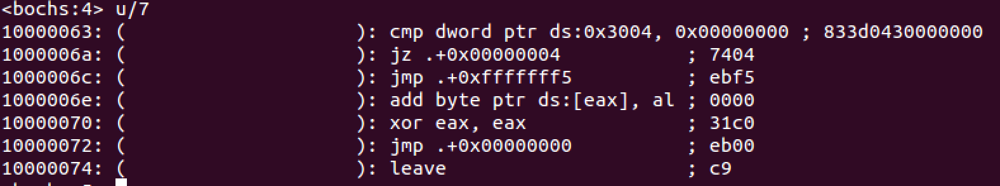 <bochs:4> u/7
10000063: (                    ): cmp dword ptr ds:0x3004, 0x00000000 ; 833d0430000000
1000006a: (                    ): jz .+0x00000004           ; 7404
1000006c: (                    ): jmp .+0xfffffff5          ; ebf5
1000006e: (                    ): add byte ptr ds:[eax], al ; 0000
10000070: (                    ): xor eax, eax              ; 31c0
10000072: (                    ): jmp .+0x00000000          ; eb00
10000074: (                    ): leave                     ; c9